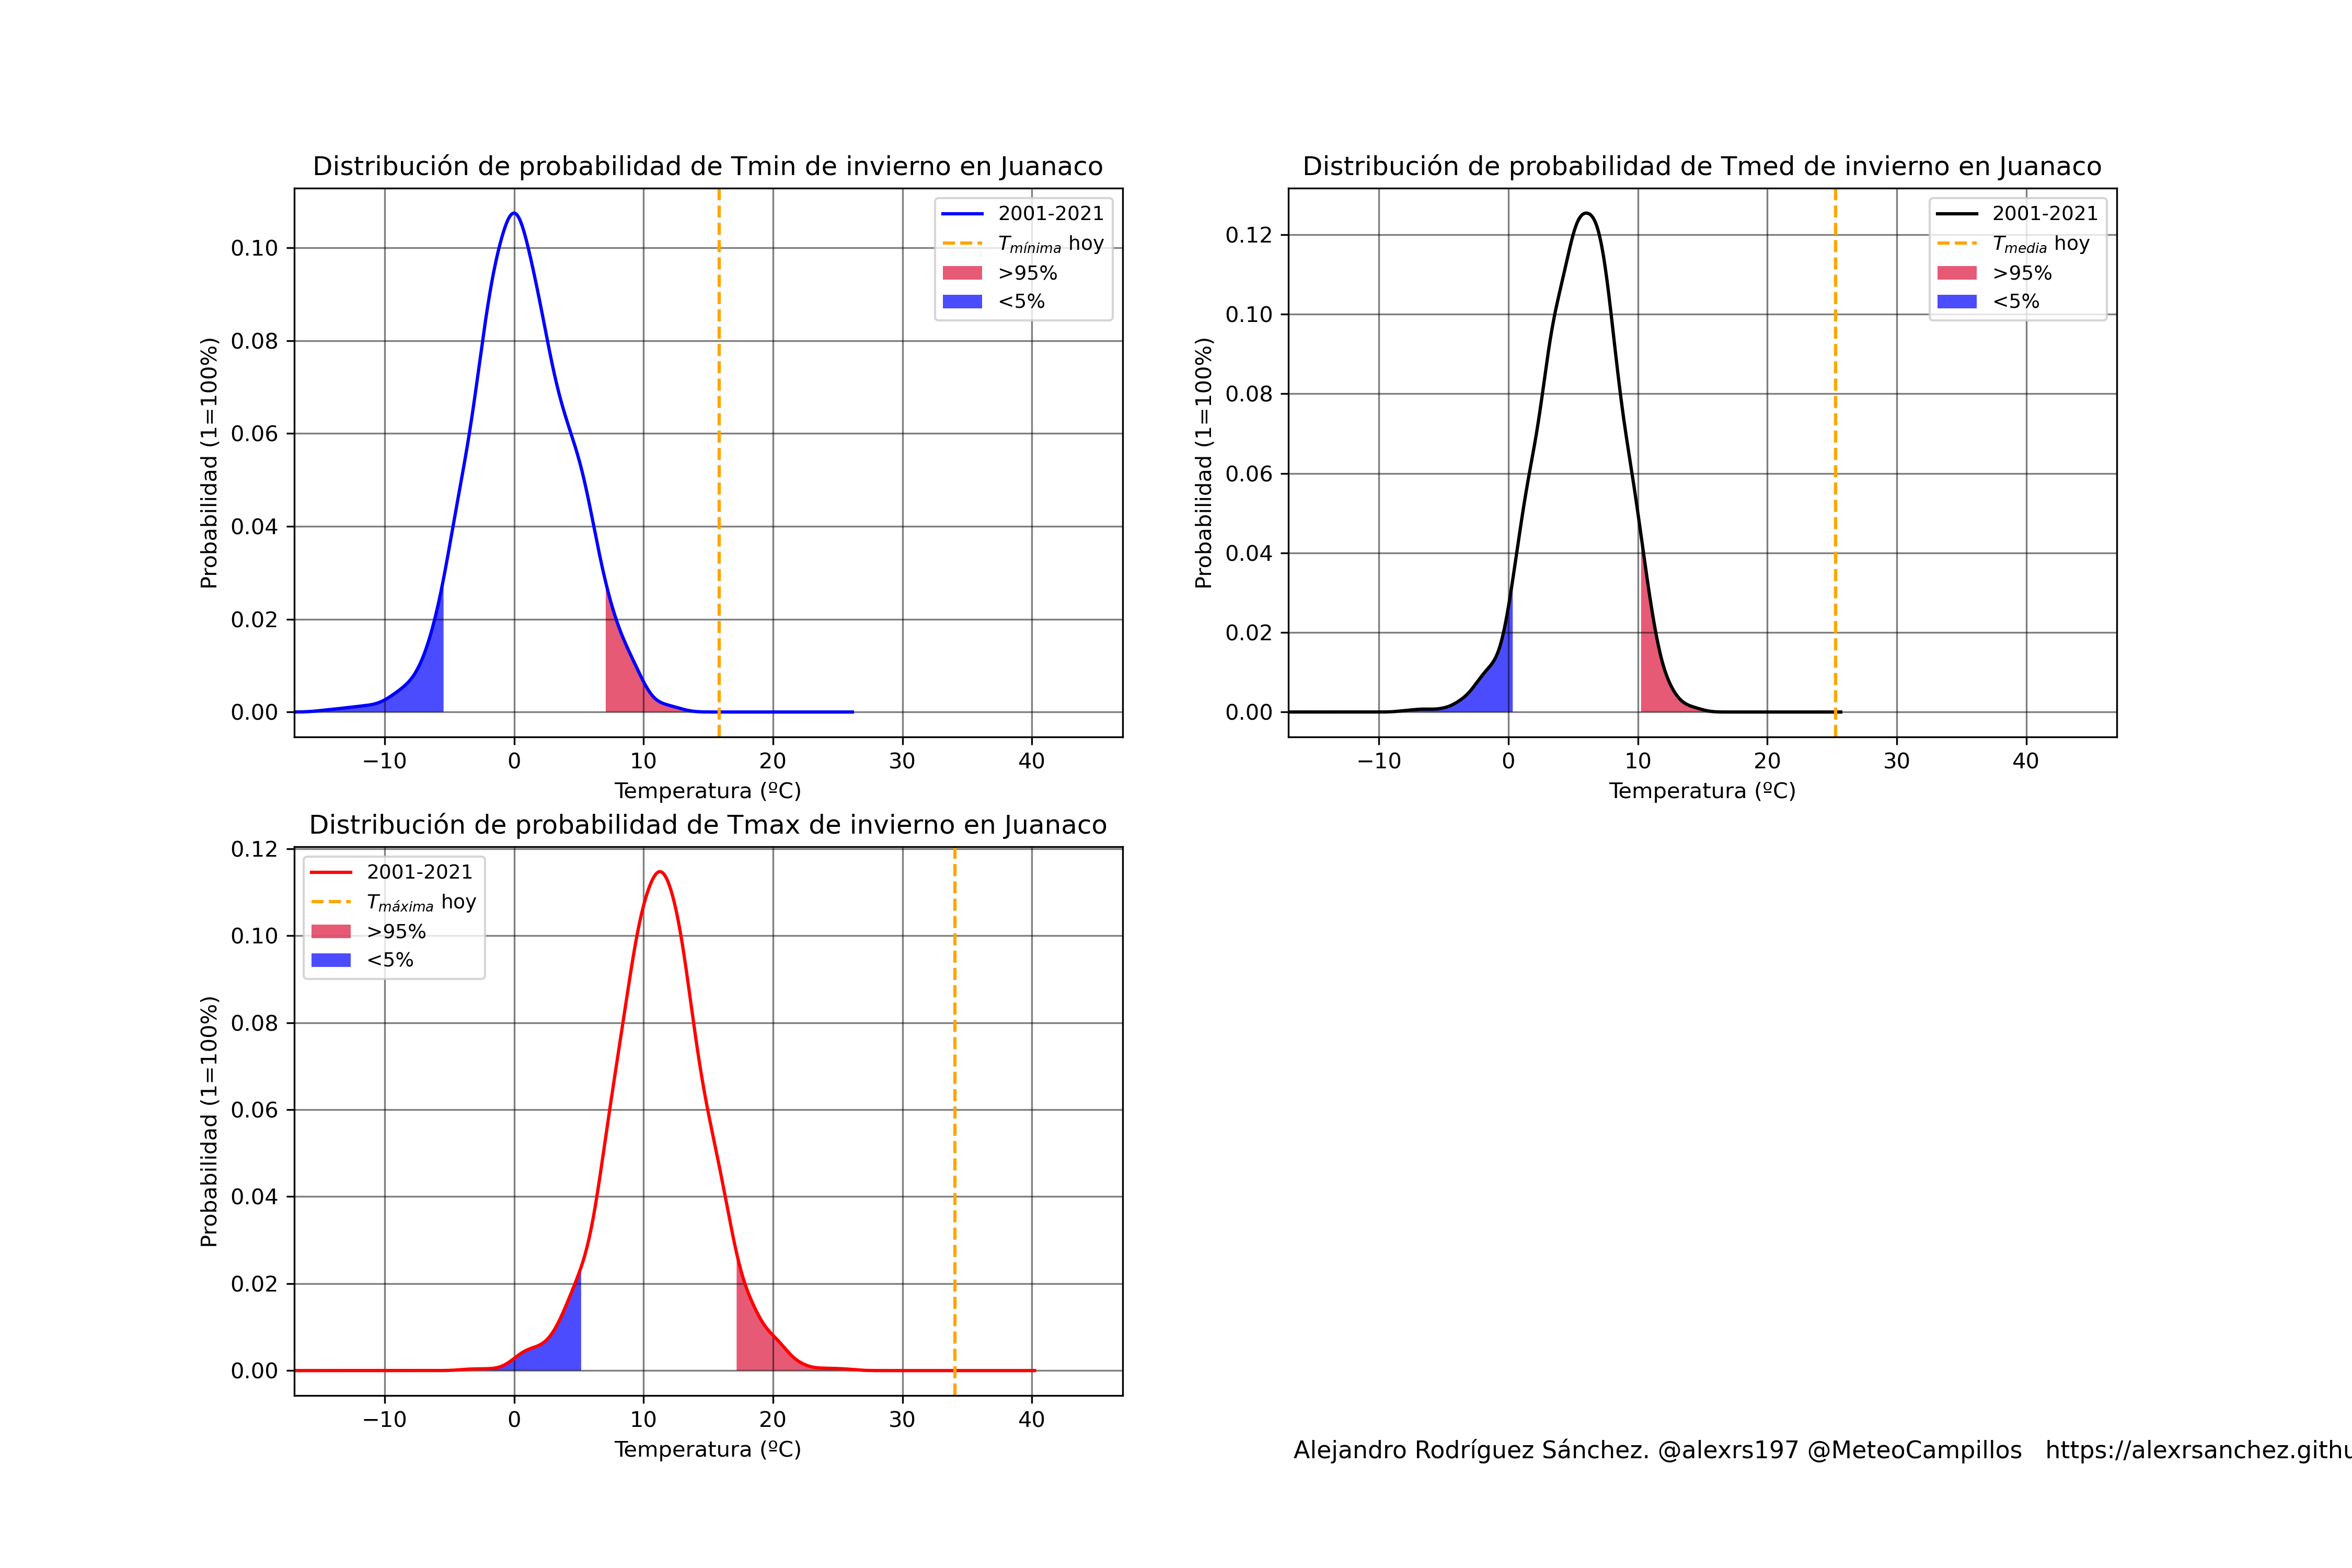 Distribución de probabilidad de Tmin de invierno en Juanaco
Probabilidad (1=100%)
0.10
0.08
0.06
0.04
0.02
0.00
−10 0 10 20 30 40
Temperatura (ºC)
2001-2021
Tmínima hoy
>95%
<5%
Distribución de probabilidad de Tmed de invierno en Juanaco
Probabilidad (1=100%)
0.12
0.10
0.08
0.06
0.04
0.02
0.00
−10 0 10 20 30 40
Temperatura (ºC)
2001-2021
Tmedia hoy
>95%
<5%
Distribución de probabilidad de Tmax de invierno en Juanaco
Probabilidad (1=100%)
0.12
0.10
0.08
0.06
0.04
0.02
0.00
−10 0 10 20 30 40
Temperatura (ºC)
2001-2021
Tmáxima hoy
>95%
<5%
Alejandro Rodríguez Sánchez. @alexrs197 @MeteoCampillos https://alexrsanchez.githu